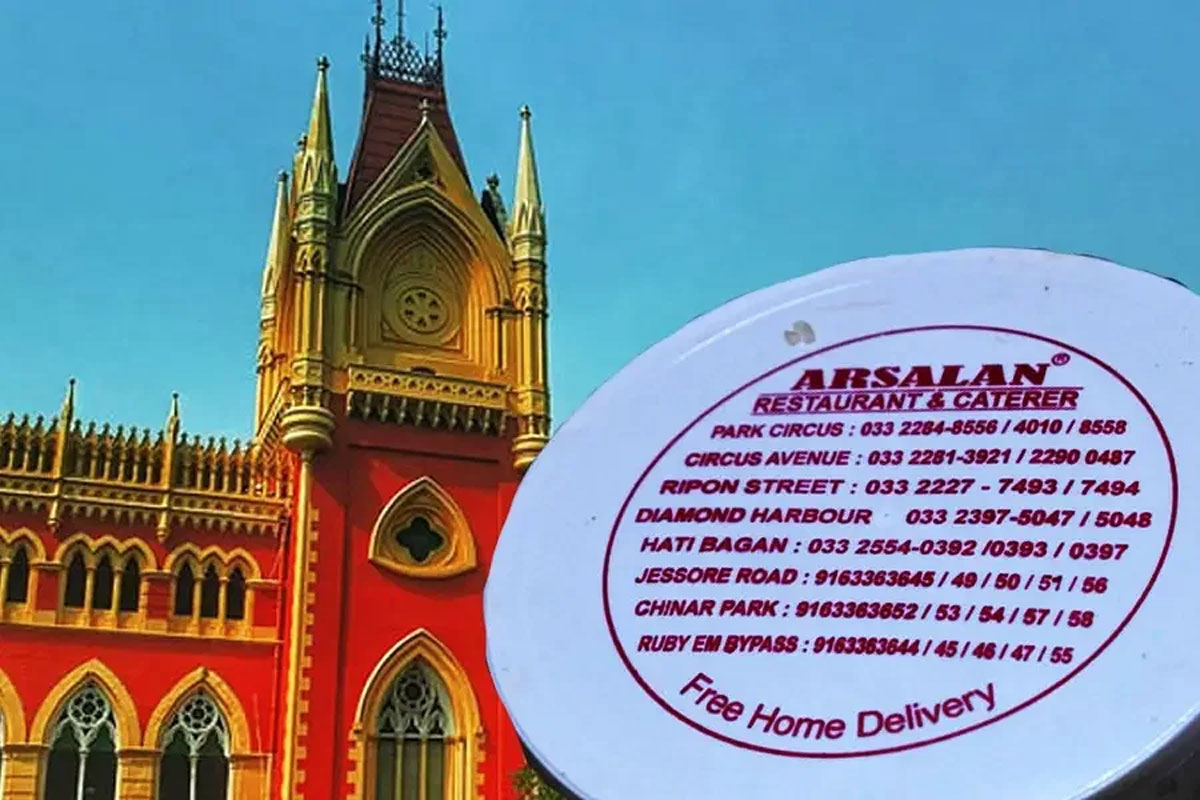 ARSALAN®
RESTAURANT & CATERER
PARK CIRCUS : 033 2284-8556 / 4010 / 8558
CIRCUS AVENUE : 033 2281-3921 / 2290 0487
RIPON STREET : 033 2227 - 7493 / 7494
DIAMOND HARBOUR 033 2397-5047 / 5048
HATI BAGAN : 033 2554-0392 /0393 / 0397
JESSORE ROAD : 9163363645 / 49 / 50 / 51 / 56
CHINAR PARK : 9163363652 / 53 / 54 / 57 / 58
RUBY EM BYPASS : 9163363644 / 45 / 46 / 47 / 55
Free Home Delivery